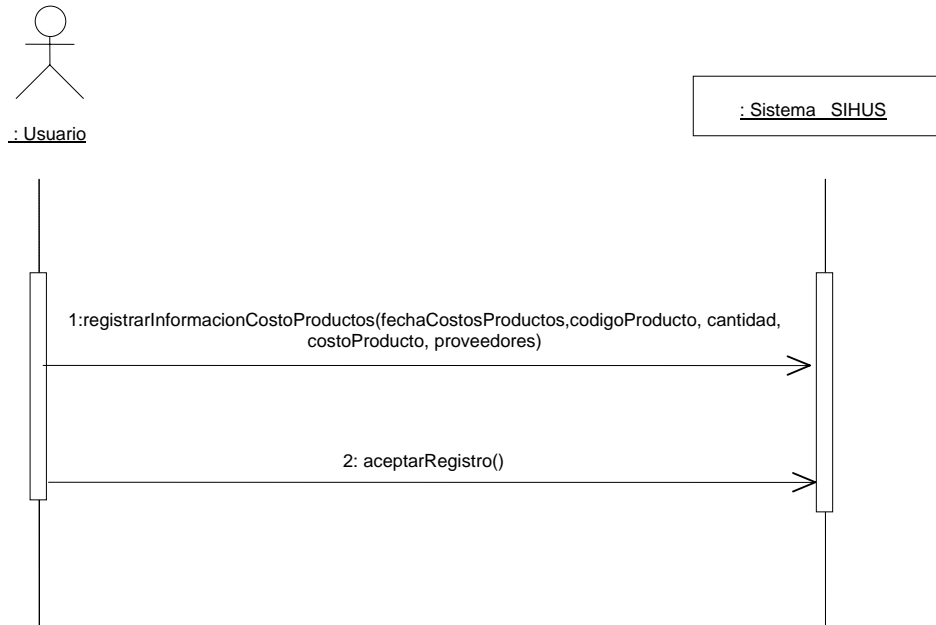 : Usuario
: Sistema SIHUS
1:registrarInformacionCostoProductos(fechaCostosProductos,codigoProducto, cantidad,
costoProducto, proveedores)
2: aceptarRegistro()